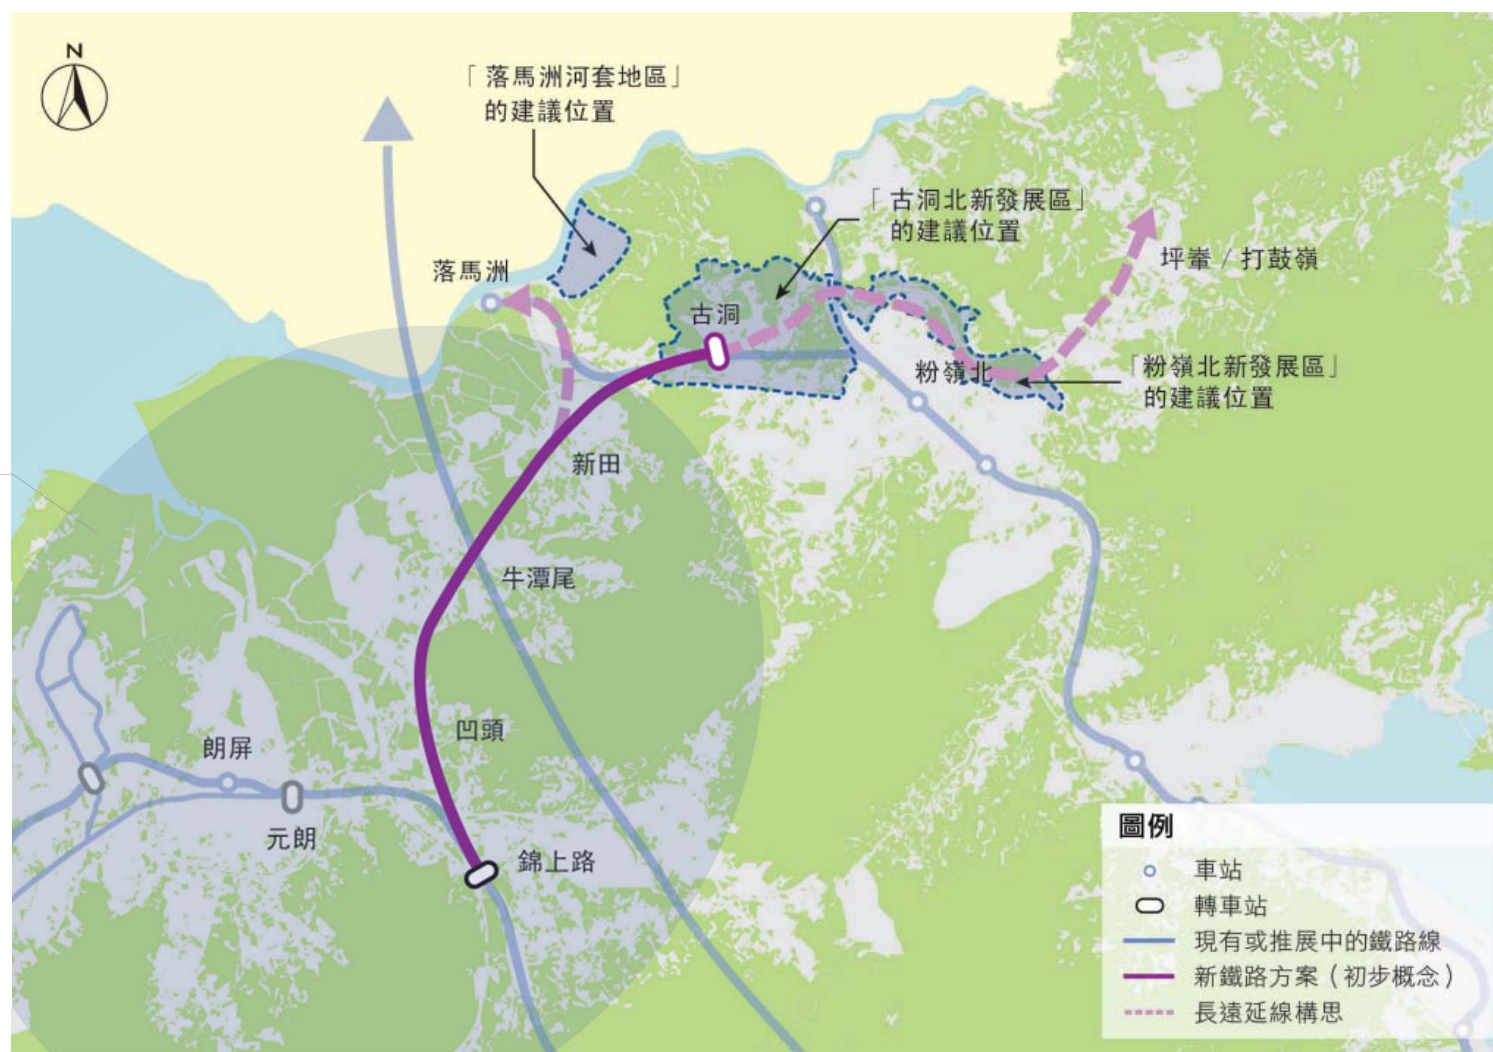 N
「落馬洲河套地區」
的建議位置
「古洞北新發展區」
的建議位置
落馬洲
坪輋 / 打鼓嶺
古洞
粉嶺北
「粉嶺北新發展區」
的建議位置
新田
牛潭尾
凹頭
朗屏
元朗
錦上路
圖例
車站
轉車站
現有或推展中的鐵路線
新鐵路方案（初步概念）
長遠延線構思